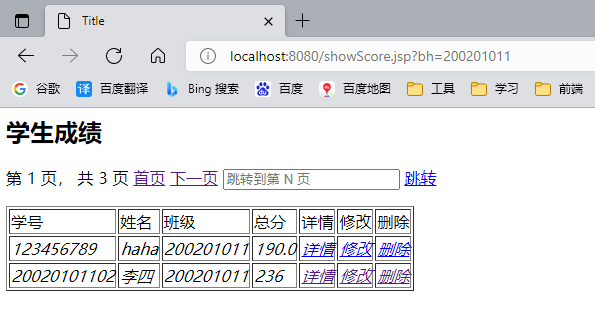 Title
localhost:8080/showScore.jsp?bh=200201011
谷歌 译 百度翻译 Bing 搜索 百度 百度地图 工具 学习 前端
学生成绩
第 1 页, 共 3 页 首页 下一页 跳转到第 N 页 跳转
学号 姓名 班级 总分 详情 修改 删除
123456789 haha 200201011 190.0 详情 修改 删除
20020101102 李四 200201011 236 详情 修改 删除